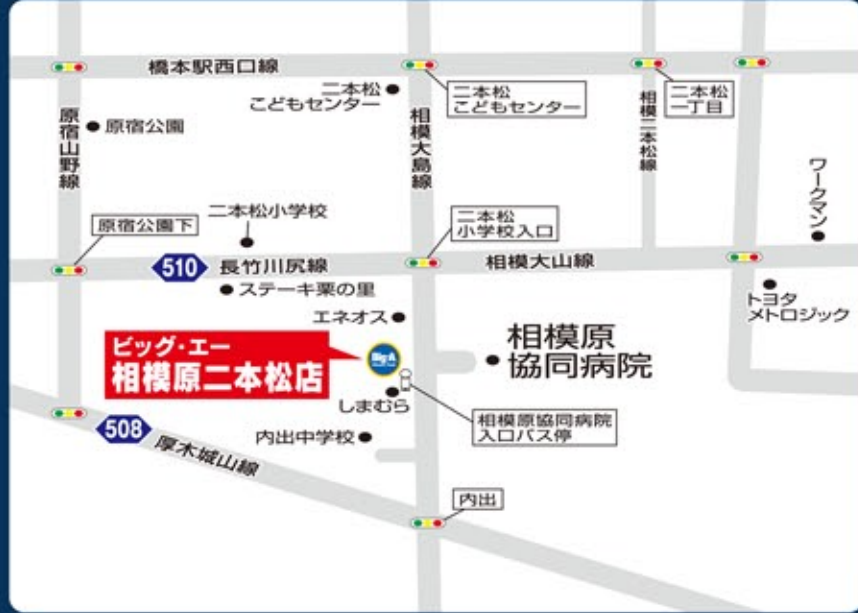 橋本駅西口線
二本松
こどもセンター
二本松
こどもセンター
二本松
一丁目
原宿山野線
原宿公園
相模大島線
相模二本松線
ワークマン
原宿公園下
二本松小学校
二本松
小学校入口
510
長竹川尻線
相模大山線
ステーキ栗の里
トヨタ
メトロジック
エネオス
ビッグ・エー
相模原二本松店
Big-A
相模原
協同病院
しまむら
508
厚木城山線
内出中学校
相模原協同病院
入口バス停
内出